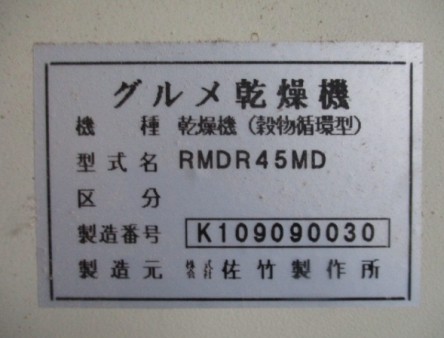 グルメ乾燥機
機種 乾燥機(穀物循環型)
型式名 RMDR45MD
区分
製造番号 K109090030
製造元 株式会社 佐竹製作所